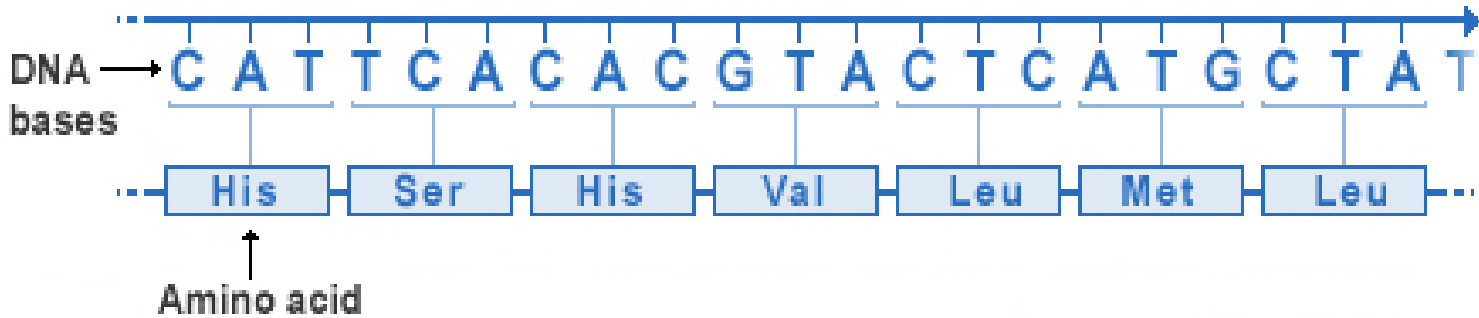 DNA bases
C A T T C A C A C G T A C T C A T G C T A T
His Ser His Val Leu Met Leu
Amino acid